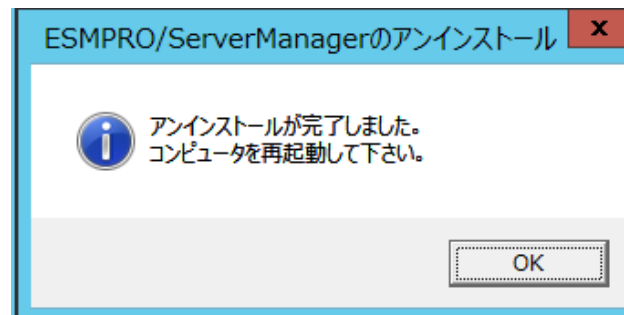 ESMPRO/ServerManagerのアンインストール
x
アンインストールが完了しました。
コンピュータを再起動して下さい。
OK